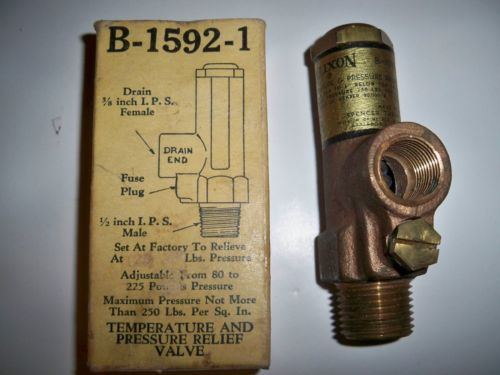 B-1592-1
Drain
3/8 inch I. P. S.
Female
DRAIN
END
Fuse
Plug
1/2 inch I. P. S.
Male
Set At Factory To Relieve
At Lbs. Pressure
Adjustable From 80 to
225 Pounds Pressure
Maximum Pressure Not More
Than 250 Lbs. Per Sq. In.
TEMPERATURE AND
PRESSURE RELIEF
VALVE
& PRESSURE
BELOW
SPENCER